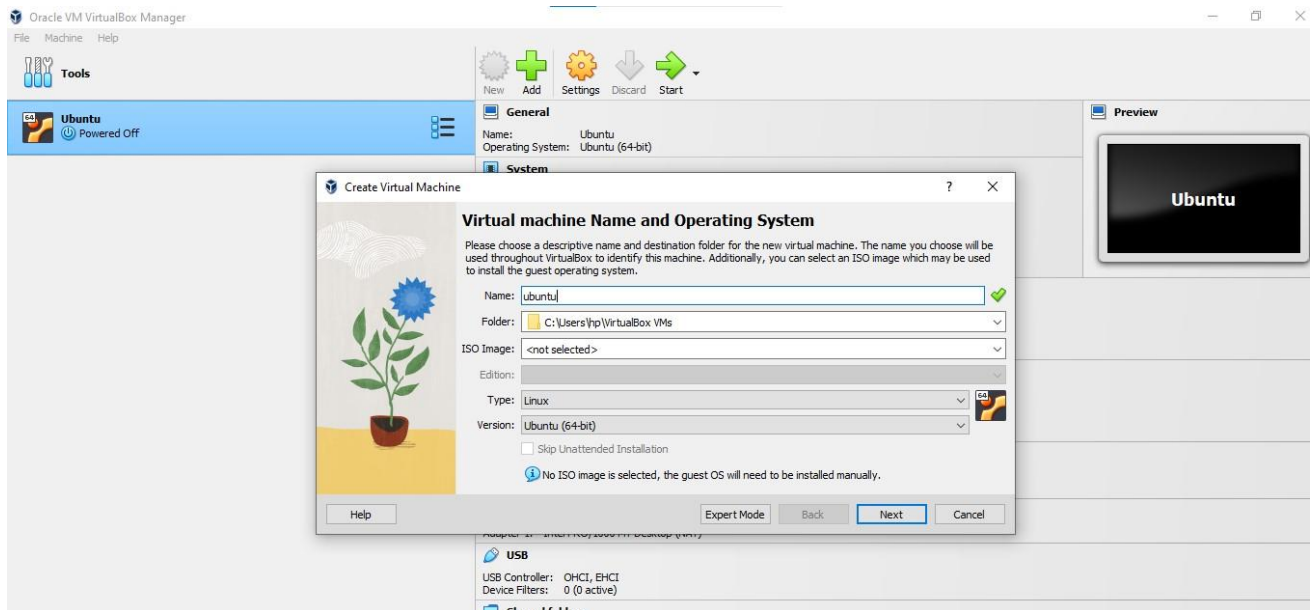 Oracle VM VirtualBox Manager
File Machine Help
Tools
New Add Settings Discard Start
64 Ubuntu
Powered Off
General
Name: Ubuntu
Operating System: Ubuntu (64-bit)
System
Preview
Ubuntu
Create Virtual Machine ?
Virtual machine Name and Operating System
Please choose a descriptive name and destination folder for the new virtual machine. The name you choose will be
used throughout VirtualBox to identify this machine. Additionally, you can select an ISO image which may be used
to install the guest operating system.
Name: ubuntu
Folder: C:\Users\hp\VirtualBox VMs
ISO Image: <not selected>
Edition:
Type: Linux
64
Version: Ubuntu (64-bit)
Skip Unattended Installation
No ISO image is selected, the guest OS will need to be installed manually.
Help Expert Mode Back Next Cancel
USB
USB Controller: OHCI, EHCI
Device Filters: 0 (0 active)